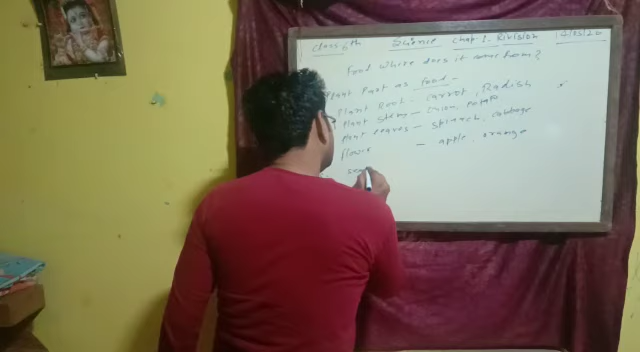 Class 6th Science Chap 1. Rivision
Food Where does it come from?
Plant Part as food -
Plant Root - carrot, Radish
Plant Stem - Onion, potato
Plant leaves - spinach, cabbage
flower - apple, orange